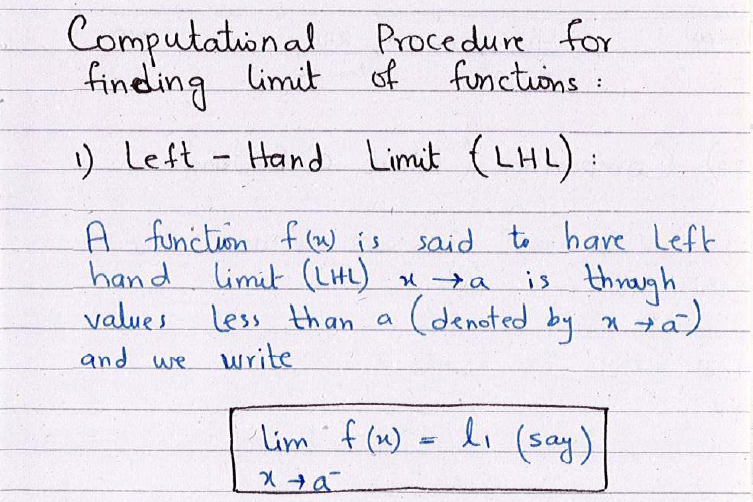 Computational Procedure for
finding limit of functions :
1) Left - Hand Limit (LHL) :
A function f(x) is said to have left
hand limit (LHL) x → a is through
values less than a (denoted by x → a⁻)
and we write
lim f(x) = l₁ (say)
x → a⁻